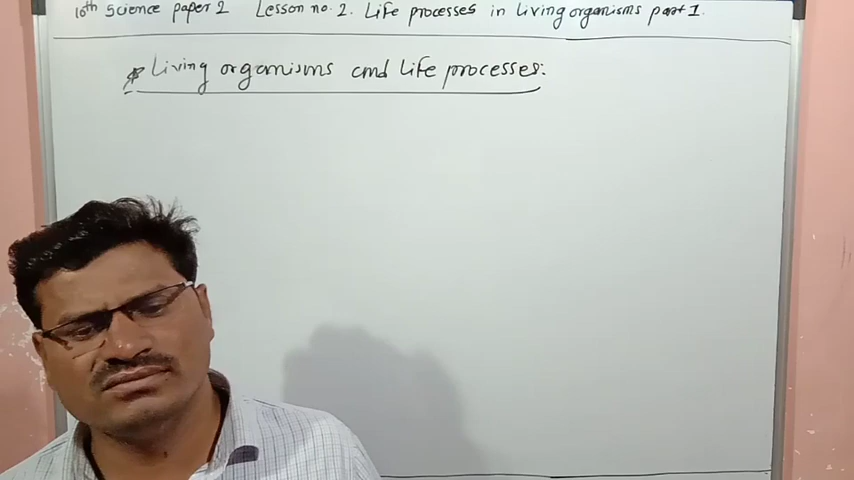 10th Science paper 2 Lesson no. 2. Life processes in living organisms part 1.
* Living organisms and Life processes: